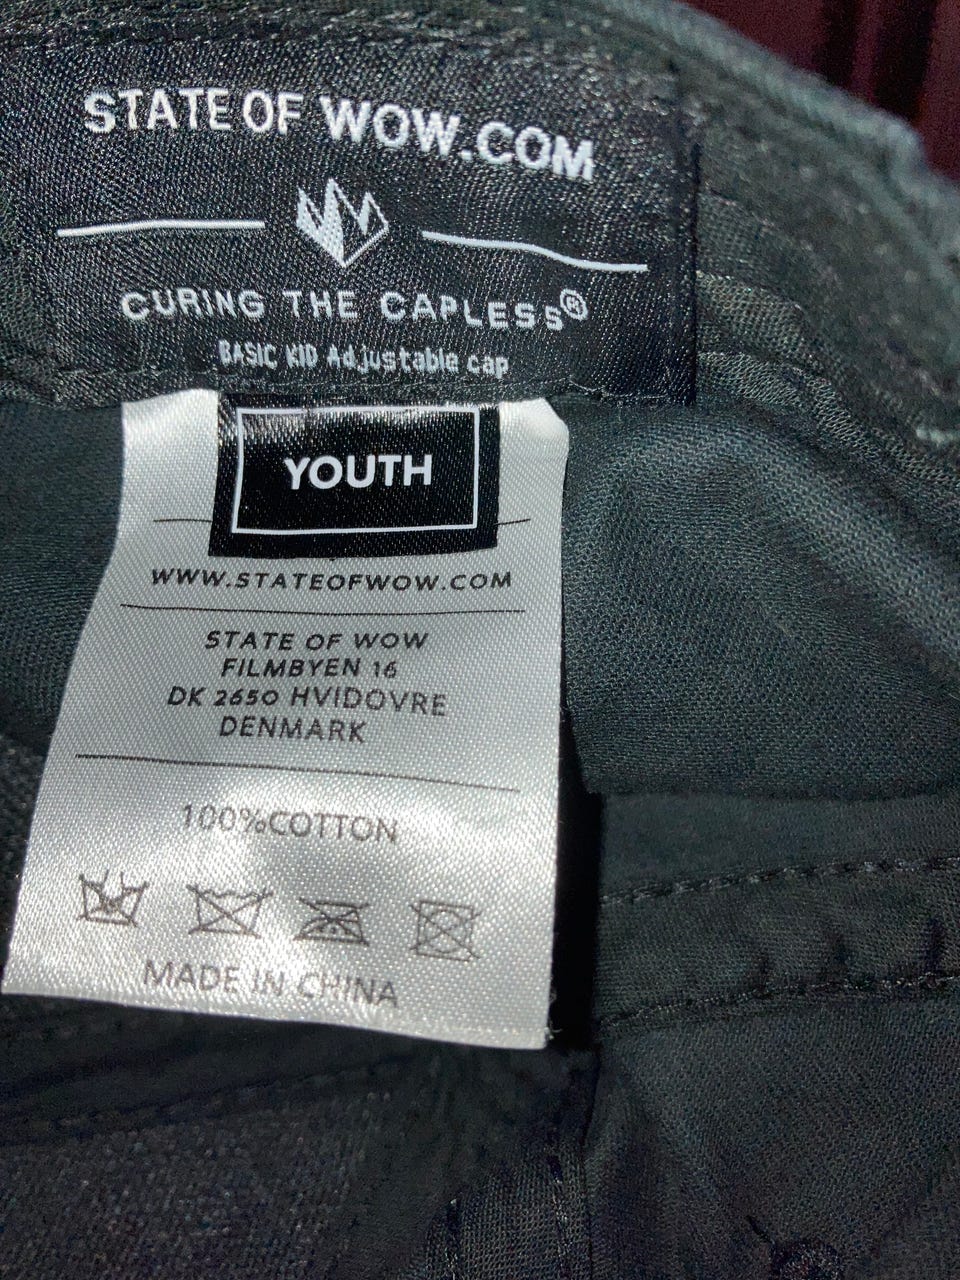 STATE OF WOW.COM
CURING THE CAPLESS®
BASIC KID Adjustable cap
YOUTH
WWW.STATEOFWOW.COM
STATE OF WOW
FILMBYEN 16
DK 2650 HVIDOVRE
DENMARK
100%COTTON
MADE IN CHINA